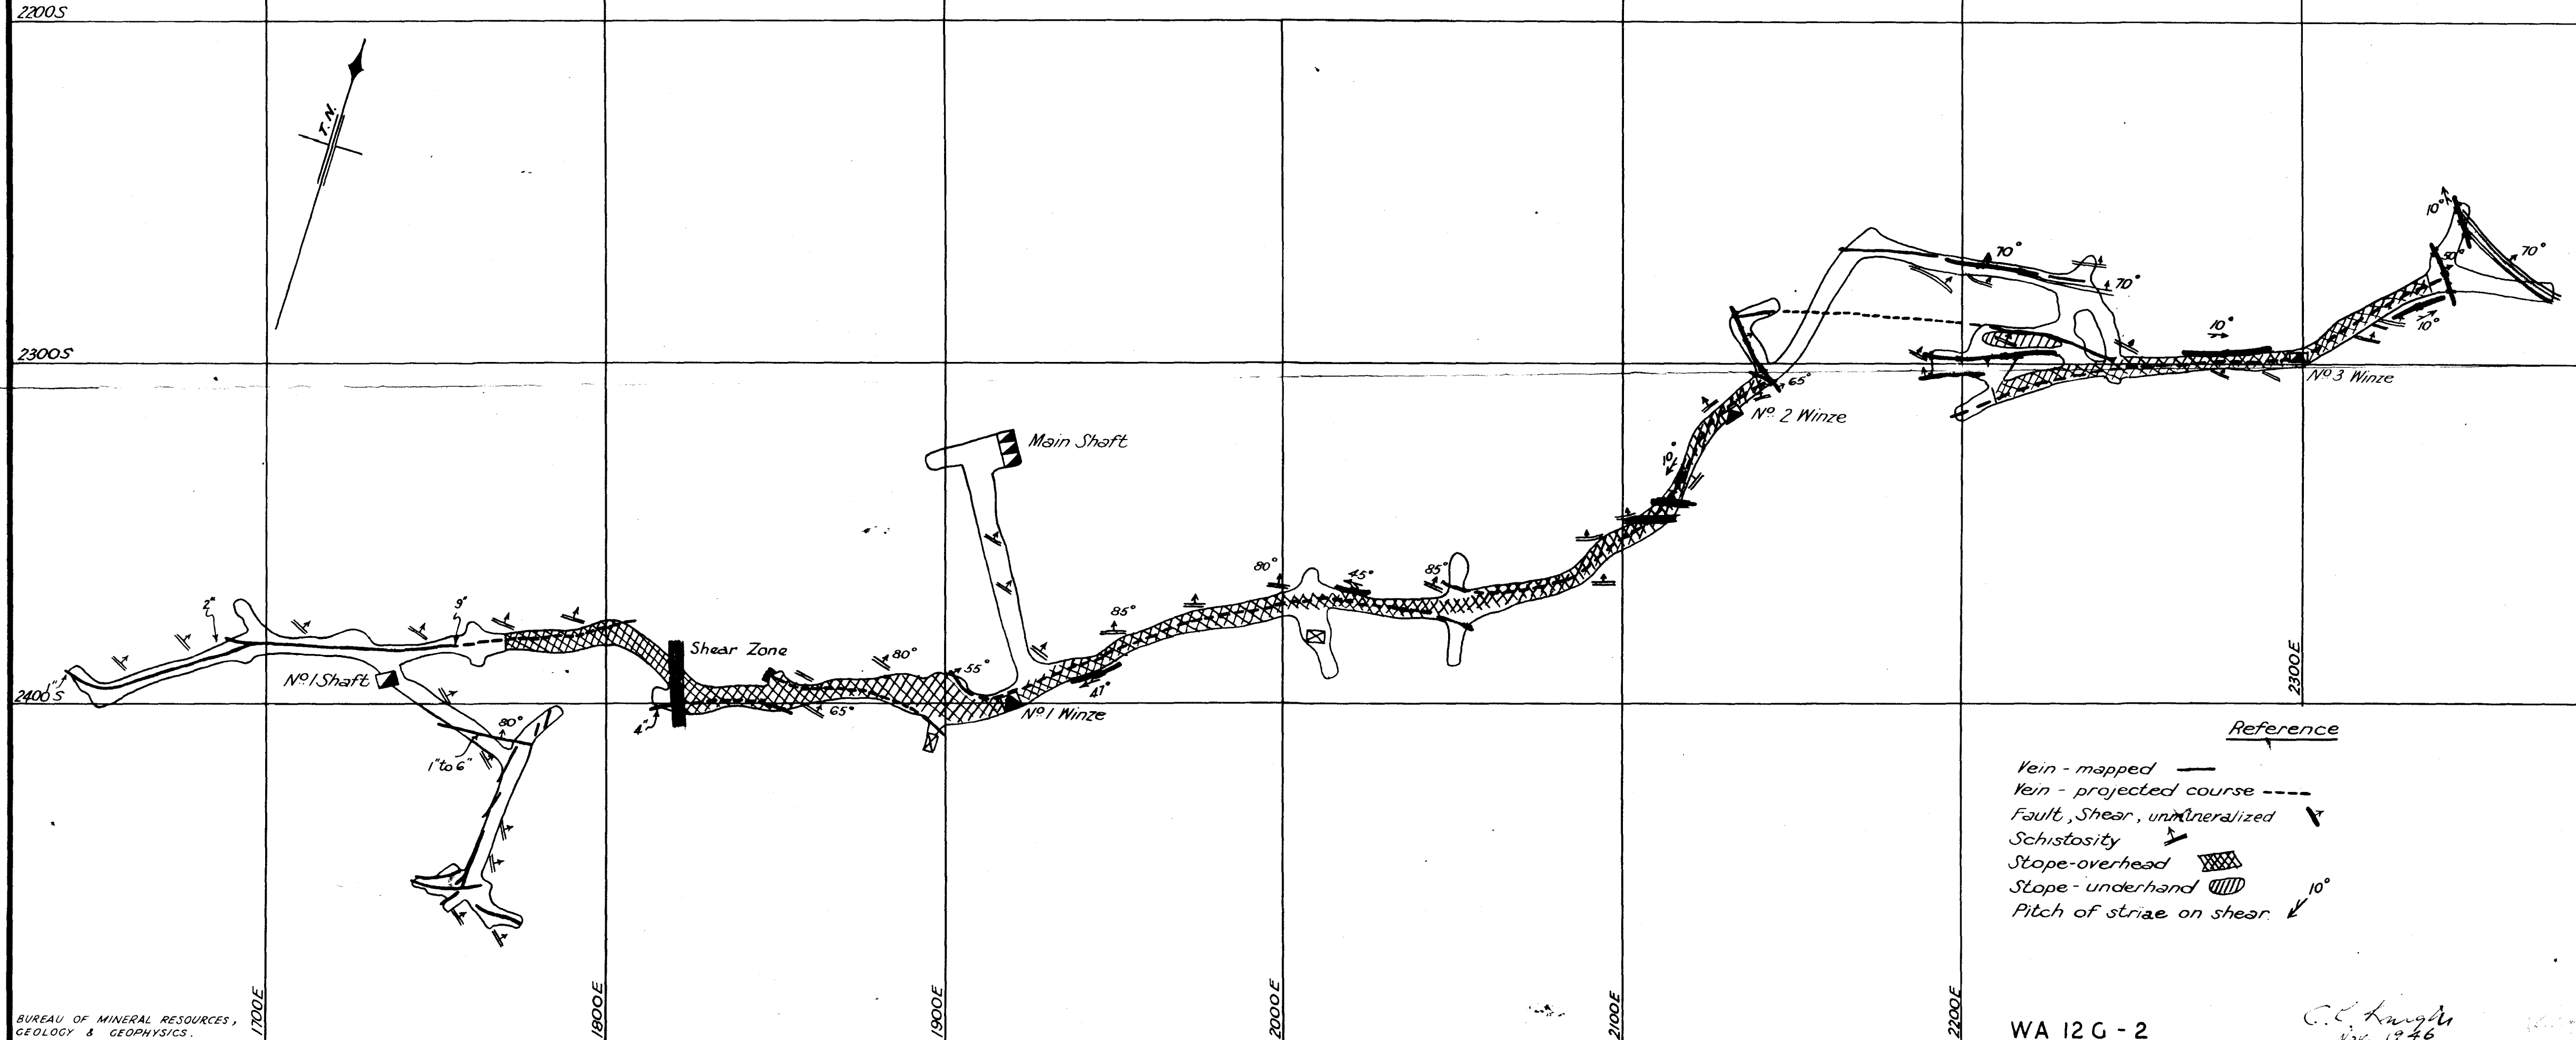 2200S
T.N.
10°
70°
50°
70°
70°
10°
10°
2300S
65°
Nº 3 Winze
Nº 2 Winze
Main Shaft
10°
80°
45°
85°
2"
9"
85°
2300E
Shear Zone
80°
55°
Nº 1 Shaft
1"
2400S
41°
Nº 1 Winze
65°
4"
80°
1" to 6"
Reference
Vein - mapped
Vein - projected course
Fault, Shear, unmineralized
Schistosity
Stope-overhead
Stope - underhand
10°
Pitch of striae on shear.
1700E
1800E
1900E
2000E
2100E
2200E
BUREAU OF MINERAL RESOURCES,
GEOLOGY & GEOPHYSICS.
WA 12 G - 2
C. L. Knight
Nov. 1946